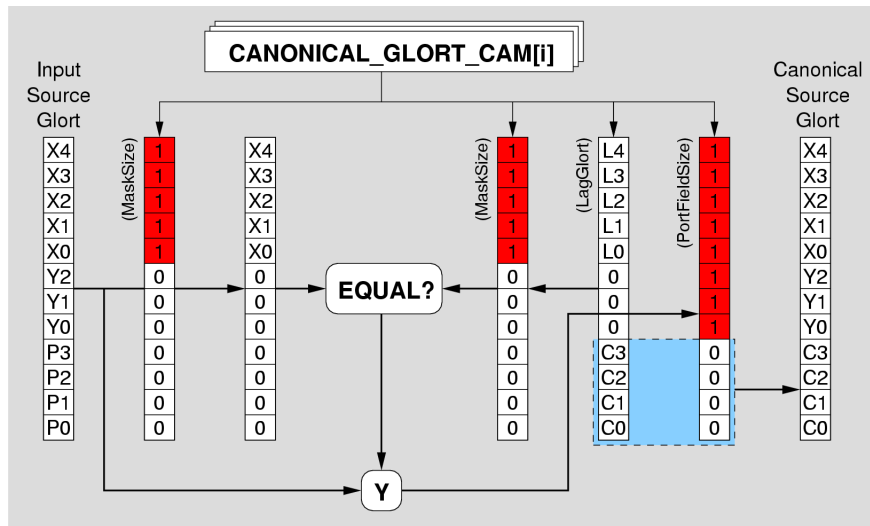 CANONICAL_GLORT_CAM[i]
Input
Source
Glort
Canonical
Source
Glort
(MaskSize)
(MaskSize)
(LagGlort)
(PortFieldSize)
X4 1 X4 1 L4 1 X4
X3 1 X3 1 L3 1 X3
X2 1 X2 1 L2 1 X2
X1 1 X1 1 L1 1 X1
X0 1 X0 1 L0 1 X0
Y2 0 0 0 0 1 Y2
Y1 0 0 EQUAL? 0 0 1 Y1
Y0 0 0 0 0 1 Y0
P3 0 0 0 C3 0 C3
P2 0 0 0 C2 0 C2
P1 0 0 0 C1 0 C1
P0 0 0 0 C0 0 C0
Y